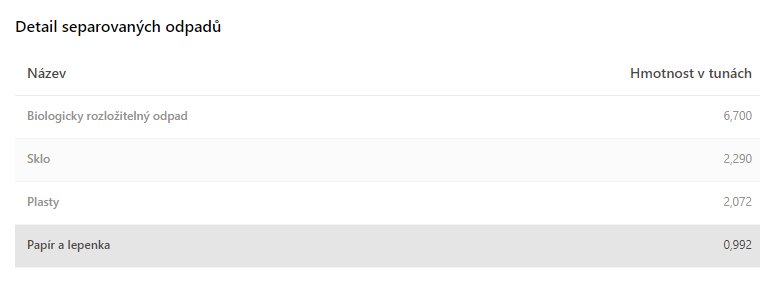 Detail separovaných odpadů
Název Hmotnost v tunách
Biologicky rozložitelný odpad 6,700
Sklo 2,290
Plasty 2,072
Papír a lepenka 0,992